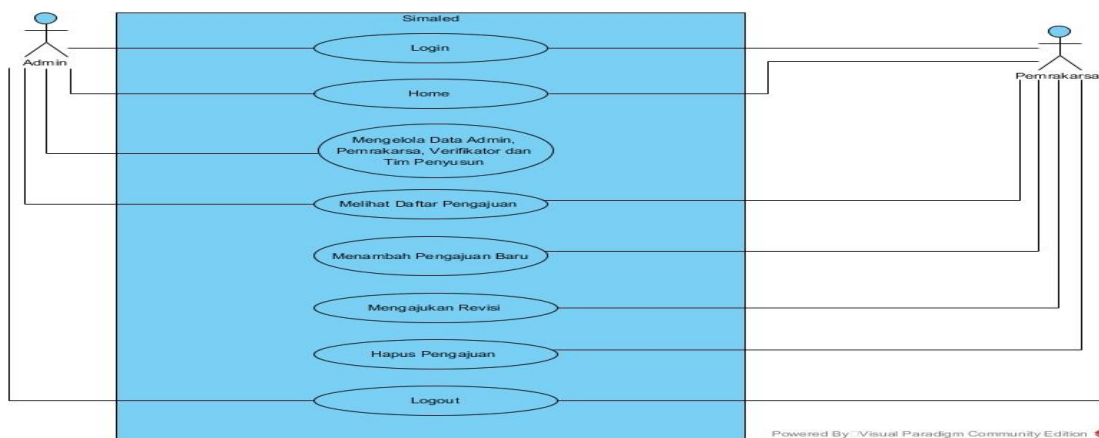 Simaled
Login
Admin
Pemrakarsa
Home
Mengelola Data Admin,
Pemrakarsa, Verifikator dan
Tim Penyusun
Melihat Daftar Pengajuan
Menambah Pengajuan Baru
Mengajukan Revisi
Hapus Pengajuan
Logout
Powered By Visual Paradigm Community Edition